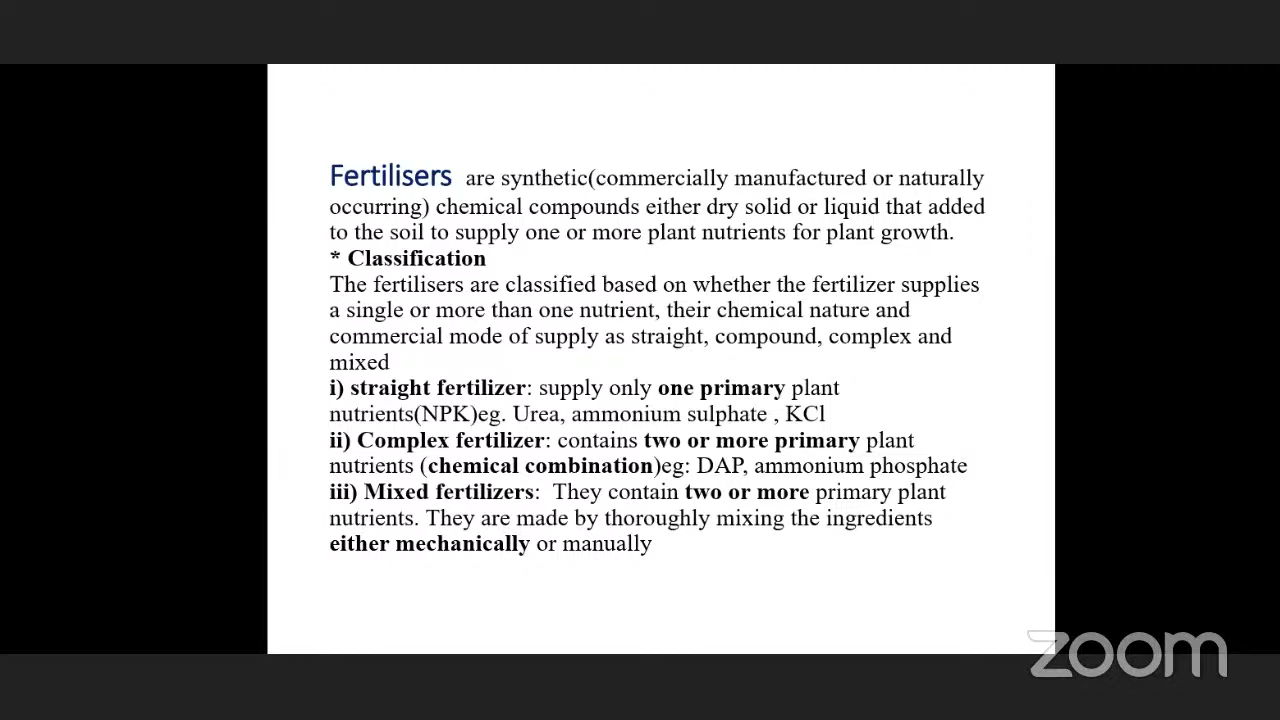 Fertilisers are synthetic(commercially manufactured or naturally
occurring) chemical compounds either dry solid or liquid that added
to the soil to supply one or more plant nutrients for plant growth.
* Classification
The fertilisers are classified based on whether the fertilizer supplies
a single or more than one nutrient, their chemical nature and
commercial mode of supply as straight, compound, complex and
mixed
i) straight fertilizer: supply only one primary plant
nutrients(NPK)eg. Urea, ammonium sulphate , KCl
ii) Complex fertilizer: contains two or more primary plant
nutrients (chemical combination)eg: DAP, ammonium phosphate
iii) Mixed fertilizers:  They contain two or more primary plant
nutrients. They are made by thoroughly mixing the ingredients
either mechanically or manually
zoom